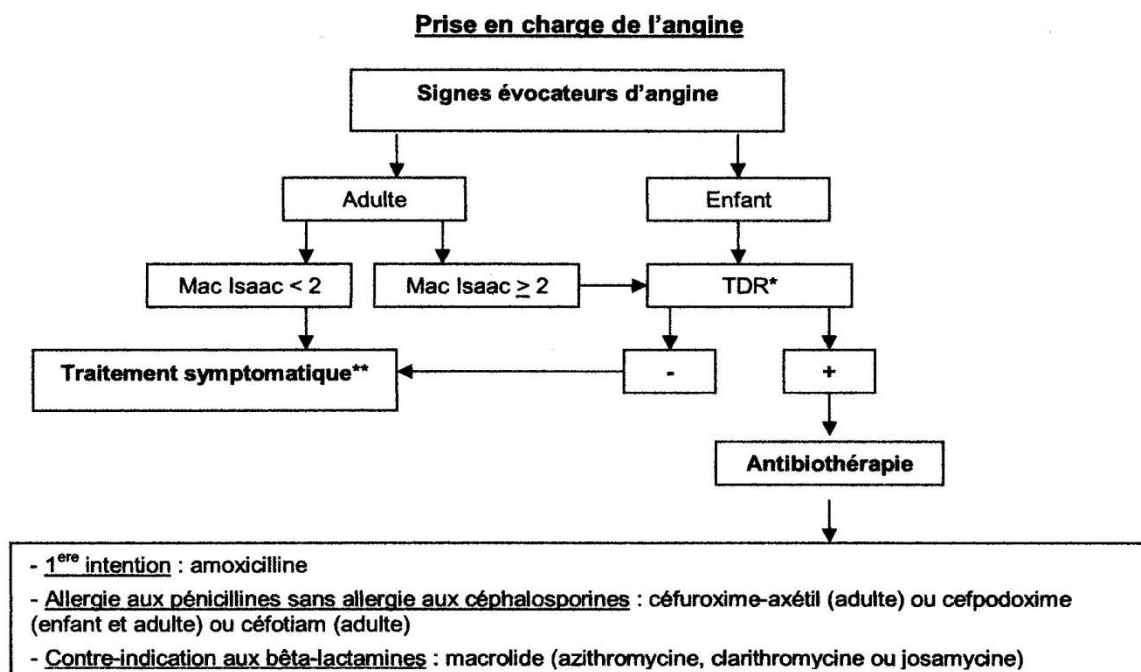 Prise en charge de l'angine
Signes évocateurs d'angine
Adulte
Enfant
Mac Isaac < 2
Mac Isaac ≥ 2
TDR*
Traitement symptomatique**
-
+
Antibiothérapie
- 1ere intention : amoxicilline
- Allergie aux pénicillines sans allergie aux céphalosporines : céfuroxime-axétil (adulte) ou cefpodoxime
(enfant et adulte) ou céfotiam (adulte)
- Contre-indication aux bêta-lactamines : macrolide (azithromycine, clarithromycine ou josamycine)